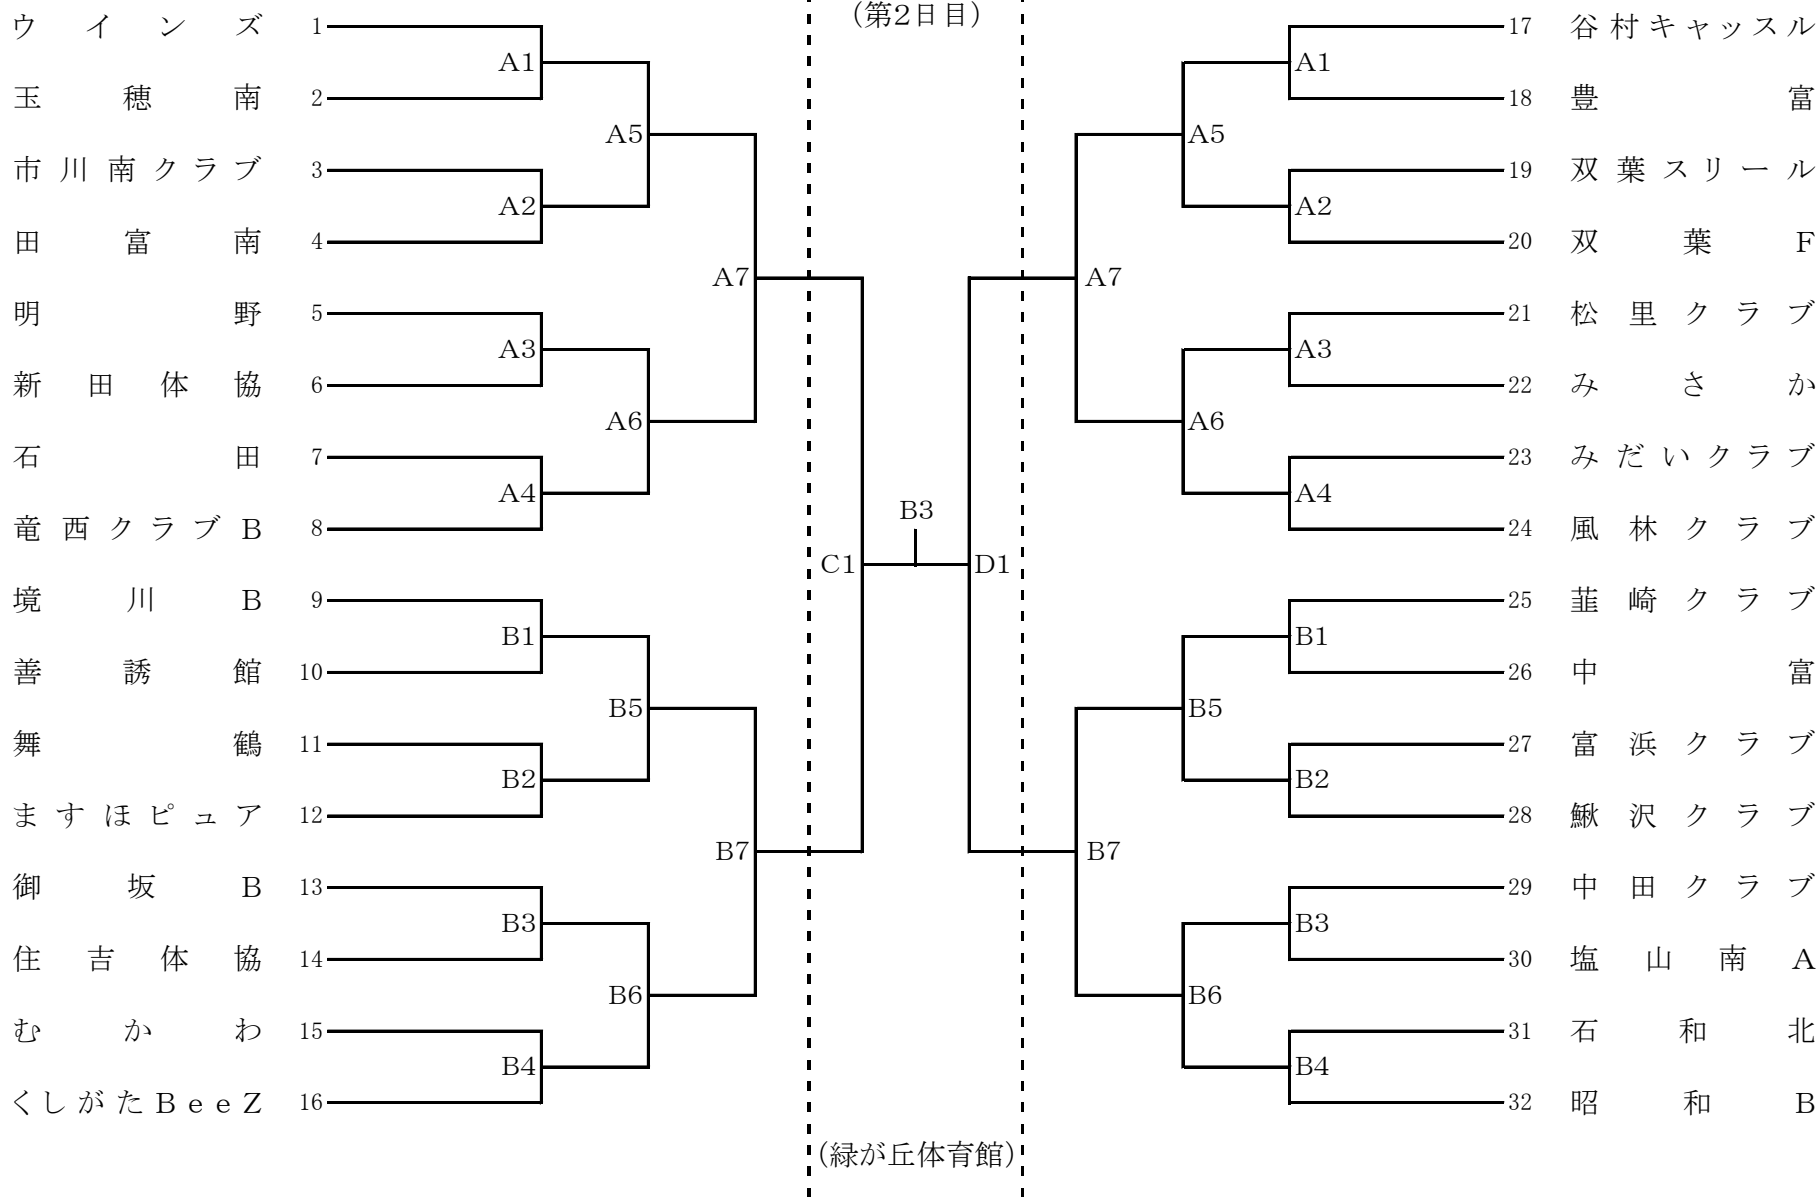 (第2日目)
ウインズ 1
A1
玉穂南 2
A5
市川南クラブ 3
A2
田富南 4
A7
明野 5
A3
新田体協 6
A6
石田 7
A4
竜西クラブB 8
C1
境川B 9
B1
善誘館 10
B5
舞鶴 11
B2
ますほピュア 12
B7
御坂B 13
B3
住吉体協 14
B6
むかわ 15
B4
くしがたBeeZ 16
B3
17 谷村キャッスル
A1
18 豊富
A5
19 双葉スリール
A2
20 双葉F
A7
21 松里クラブ
A3
22 みさか
A6
23 みだいクラブ
A4
24 風林クラブ
D1
25 韮崎クラブ
B1
26 中富
B5
27 富浜クラブ
B2
28 鰍沢クラブ
B7
29 中田クラブ
B3
30 塩山南A
B6
31 石和北
B4
32 昭和B
(緑が丘体育館)